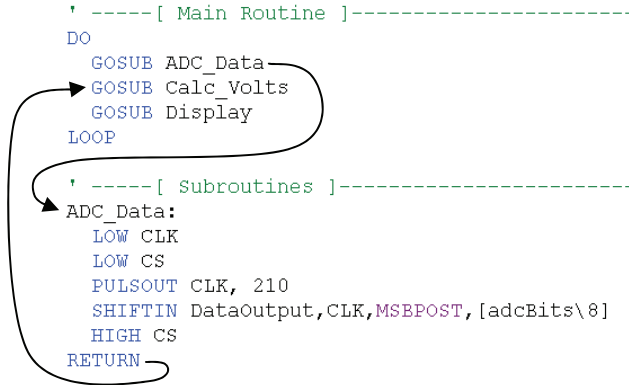 ' -----[ Main Routine ]-----------------------
DO
  GOSUB ADC_Data
  GOSUB Calc_Volts
  GOSUB Display
LOOP
' -----[ Subroutines ]------------------------
ADC_Data:
  LOW CLK
  LOW CS
  PULSOUT CLK, 210
  SHIFTIN DataOutput,CLK,MSBPOST,[adcBits\8]
  HIGH CS
RETURN